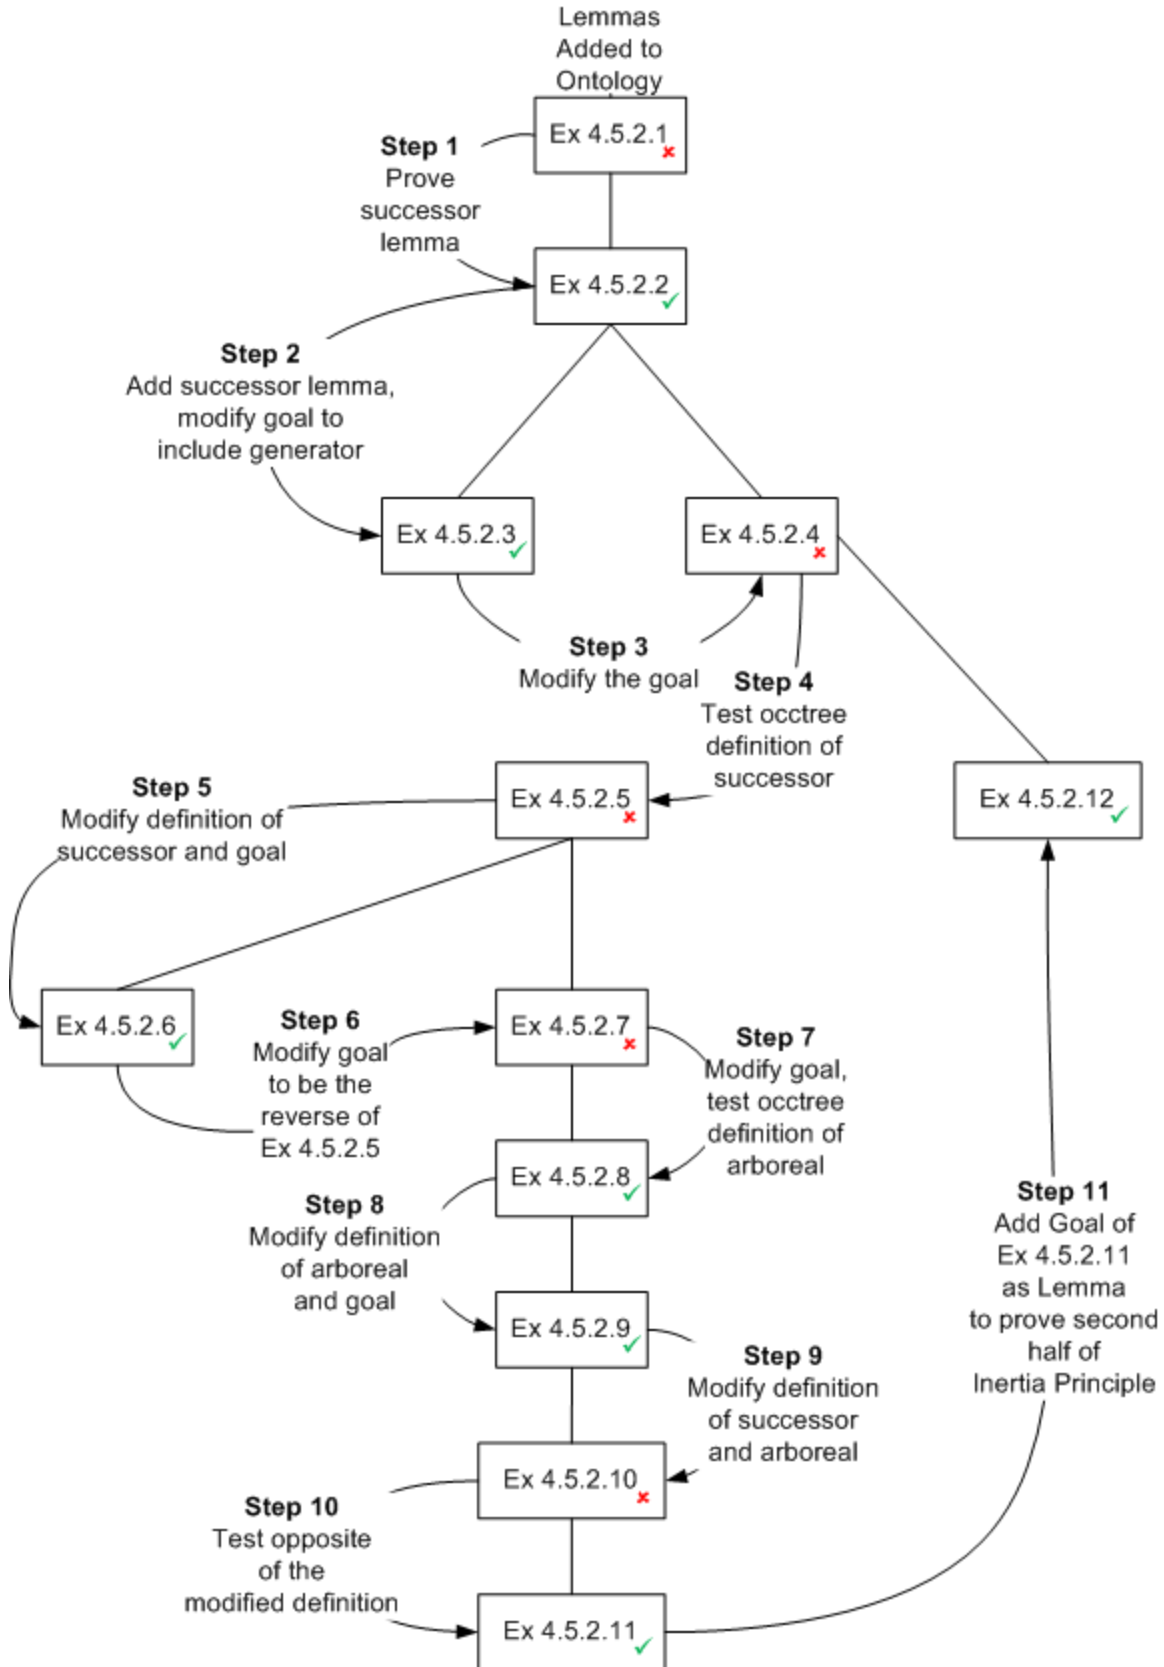 Lemmas
Added to
Ontology
Ex 4.5.2.1
Step 1
Prove
successor
lemma
Ex 4.5.2.2
Step 2
Add successor lemma,
modify goal to
include generator
Ex 4.5.2.3
Ex 4.5.2.4
Step 3
Modify the goal
Step 4
Test occtree
definition of
successor
Step 5
Modify definition of
successor and goal
Ex 4.5.2.5
Ex 4.5.2.12
Ex 4.5.2.6
Step 6
Modify goal
to be the
reverse of
Ex 4.5.2.5
Ex 4.5.2.7
Step 7
Modify goal,
test occtree
definition of
arboreal
Ex 4.5.2.8
Step 8
Modify definition
of arboreal
and goal
Ex 4.5.2.9
Step 9
Modify definition
of successor
and arboreal
Ex 4.5.2.10
Step 10
Test opposite
of the
modified definition
Ex 4.5.2.11
Step 11
Add Goal of
Ex 4.5.2.11
as Lemma
to prove second
half of
Inertia Principle